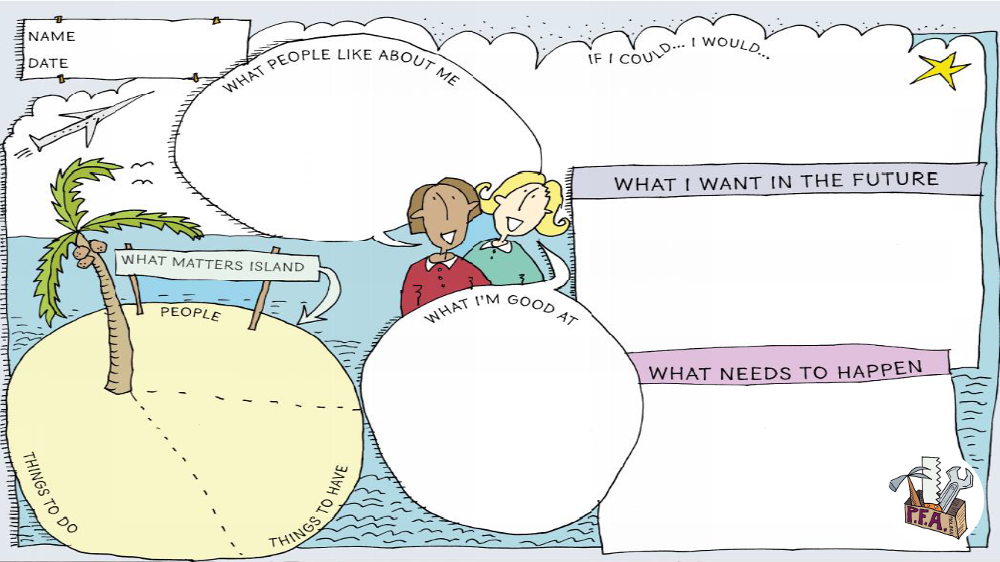 NAME
DATE
WHAT PEOPLE LIKE ABOUT ME
IF I COULD... I WOULD...
WHAT I WANT IN THE FUTURE
WHAT MATTERS ISLAND
PEOPLE
WHAT I'M GOOD AT
WHAT NEEDS TO HAPPEN
THINGS TO DO
THINGS TO HAVE
P.F.A.